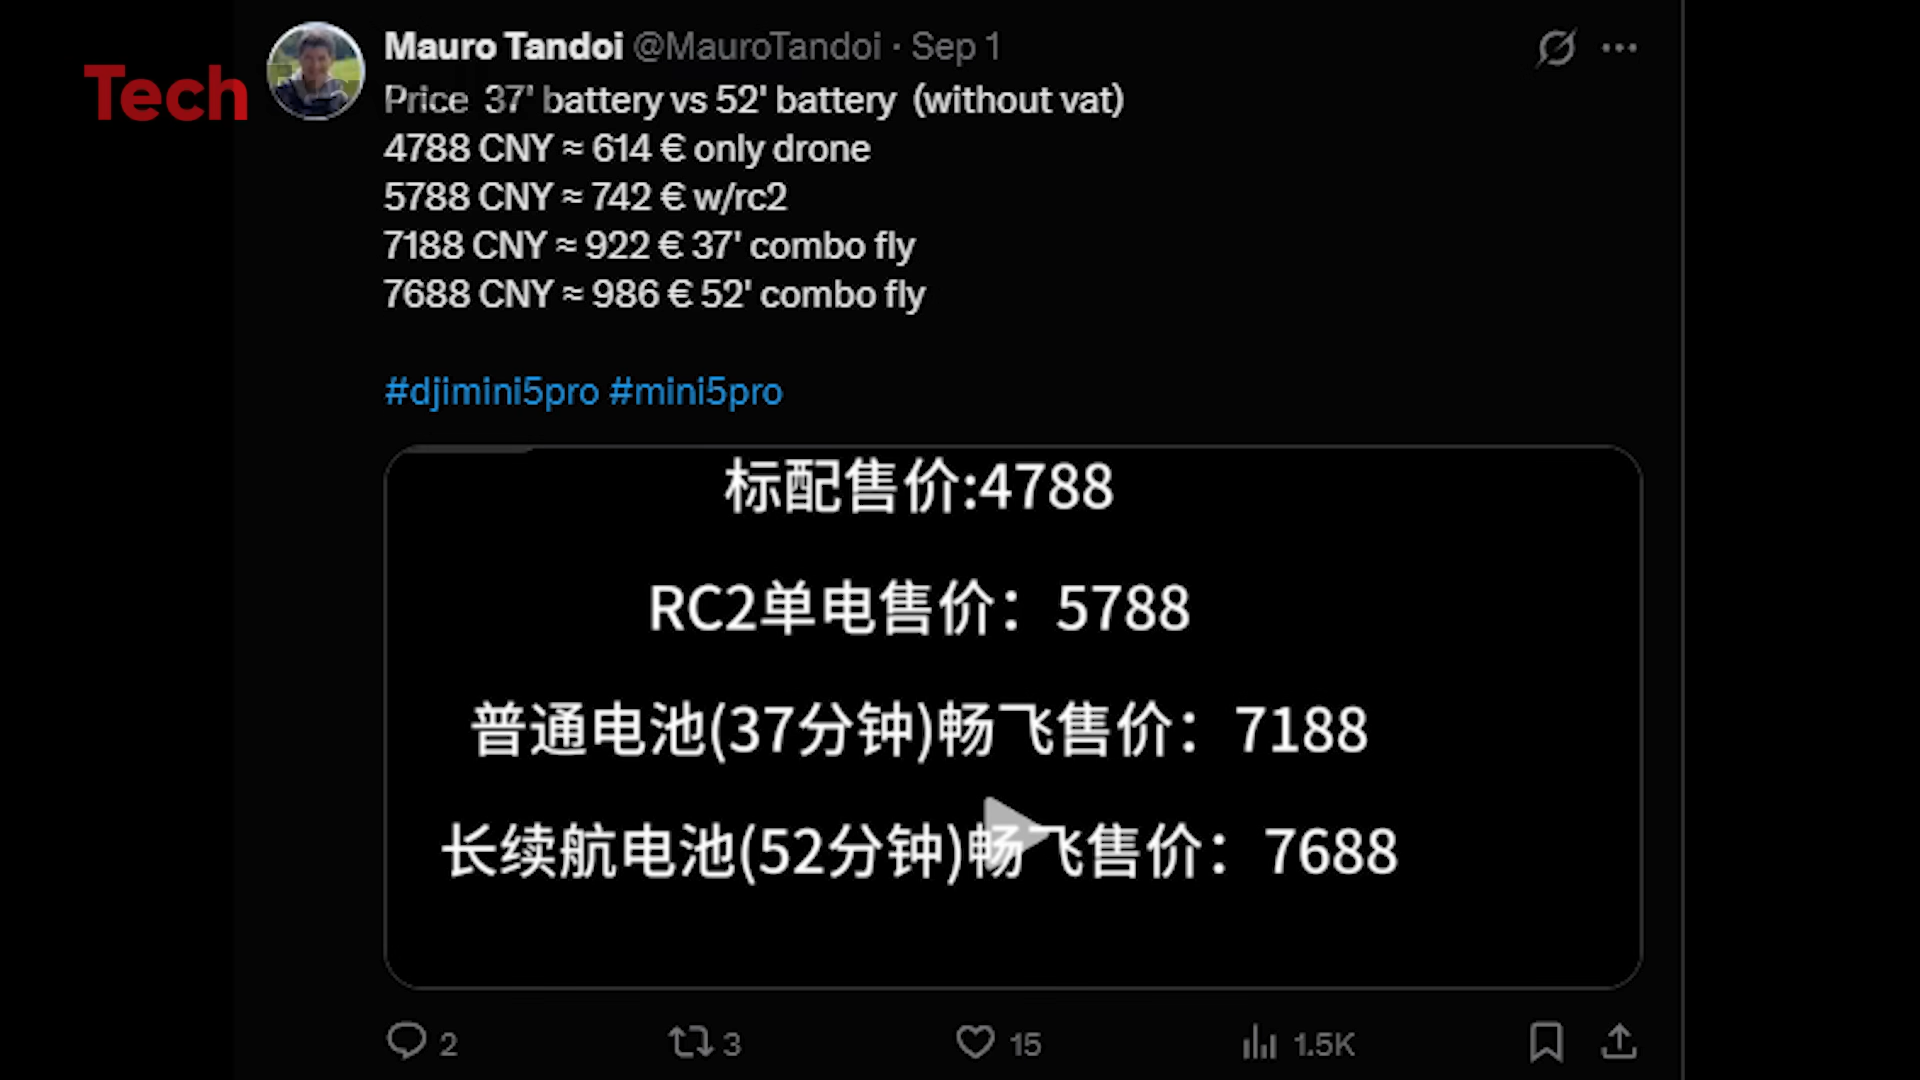 Tech
Mauro Tandoi @MauroTandoi · Sep 1
Price 37' battery vs 52' battery (without vat)
4788 CNY ≈ 614 € only drone
5788 CNY ≈ 742 € w/rc2
7188 CNY ≈ 922 € 37' combo fly
7688 CNY ≈ 986 € 52' combo fly
#djimini5pro #mini5pro
标配售价:4788
RC2单电售价：5788
普通电池(37分钟)畅飞售价：7188
长续航电池(52分钟)畅飞售价：7688
2 3 15 1.5K